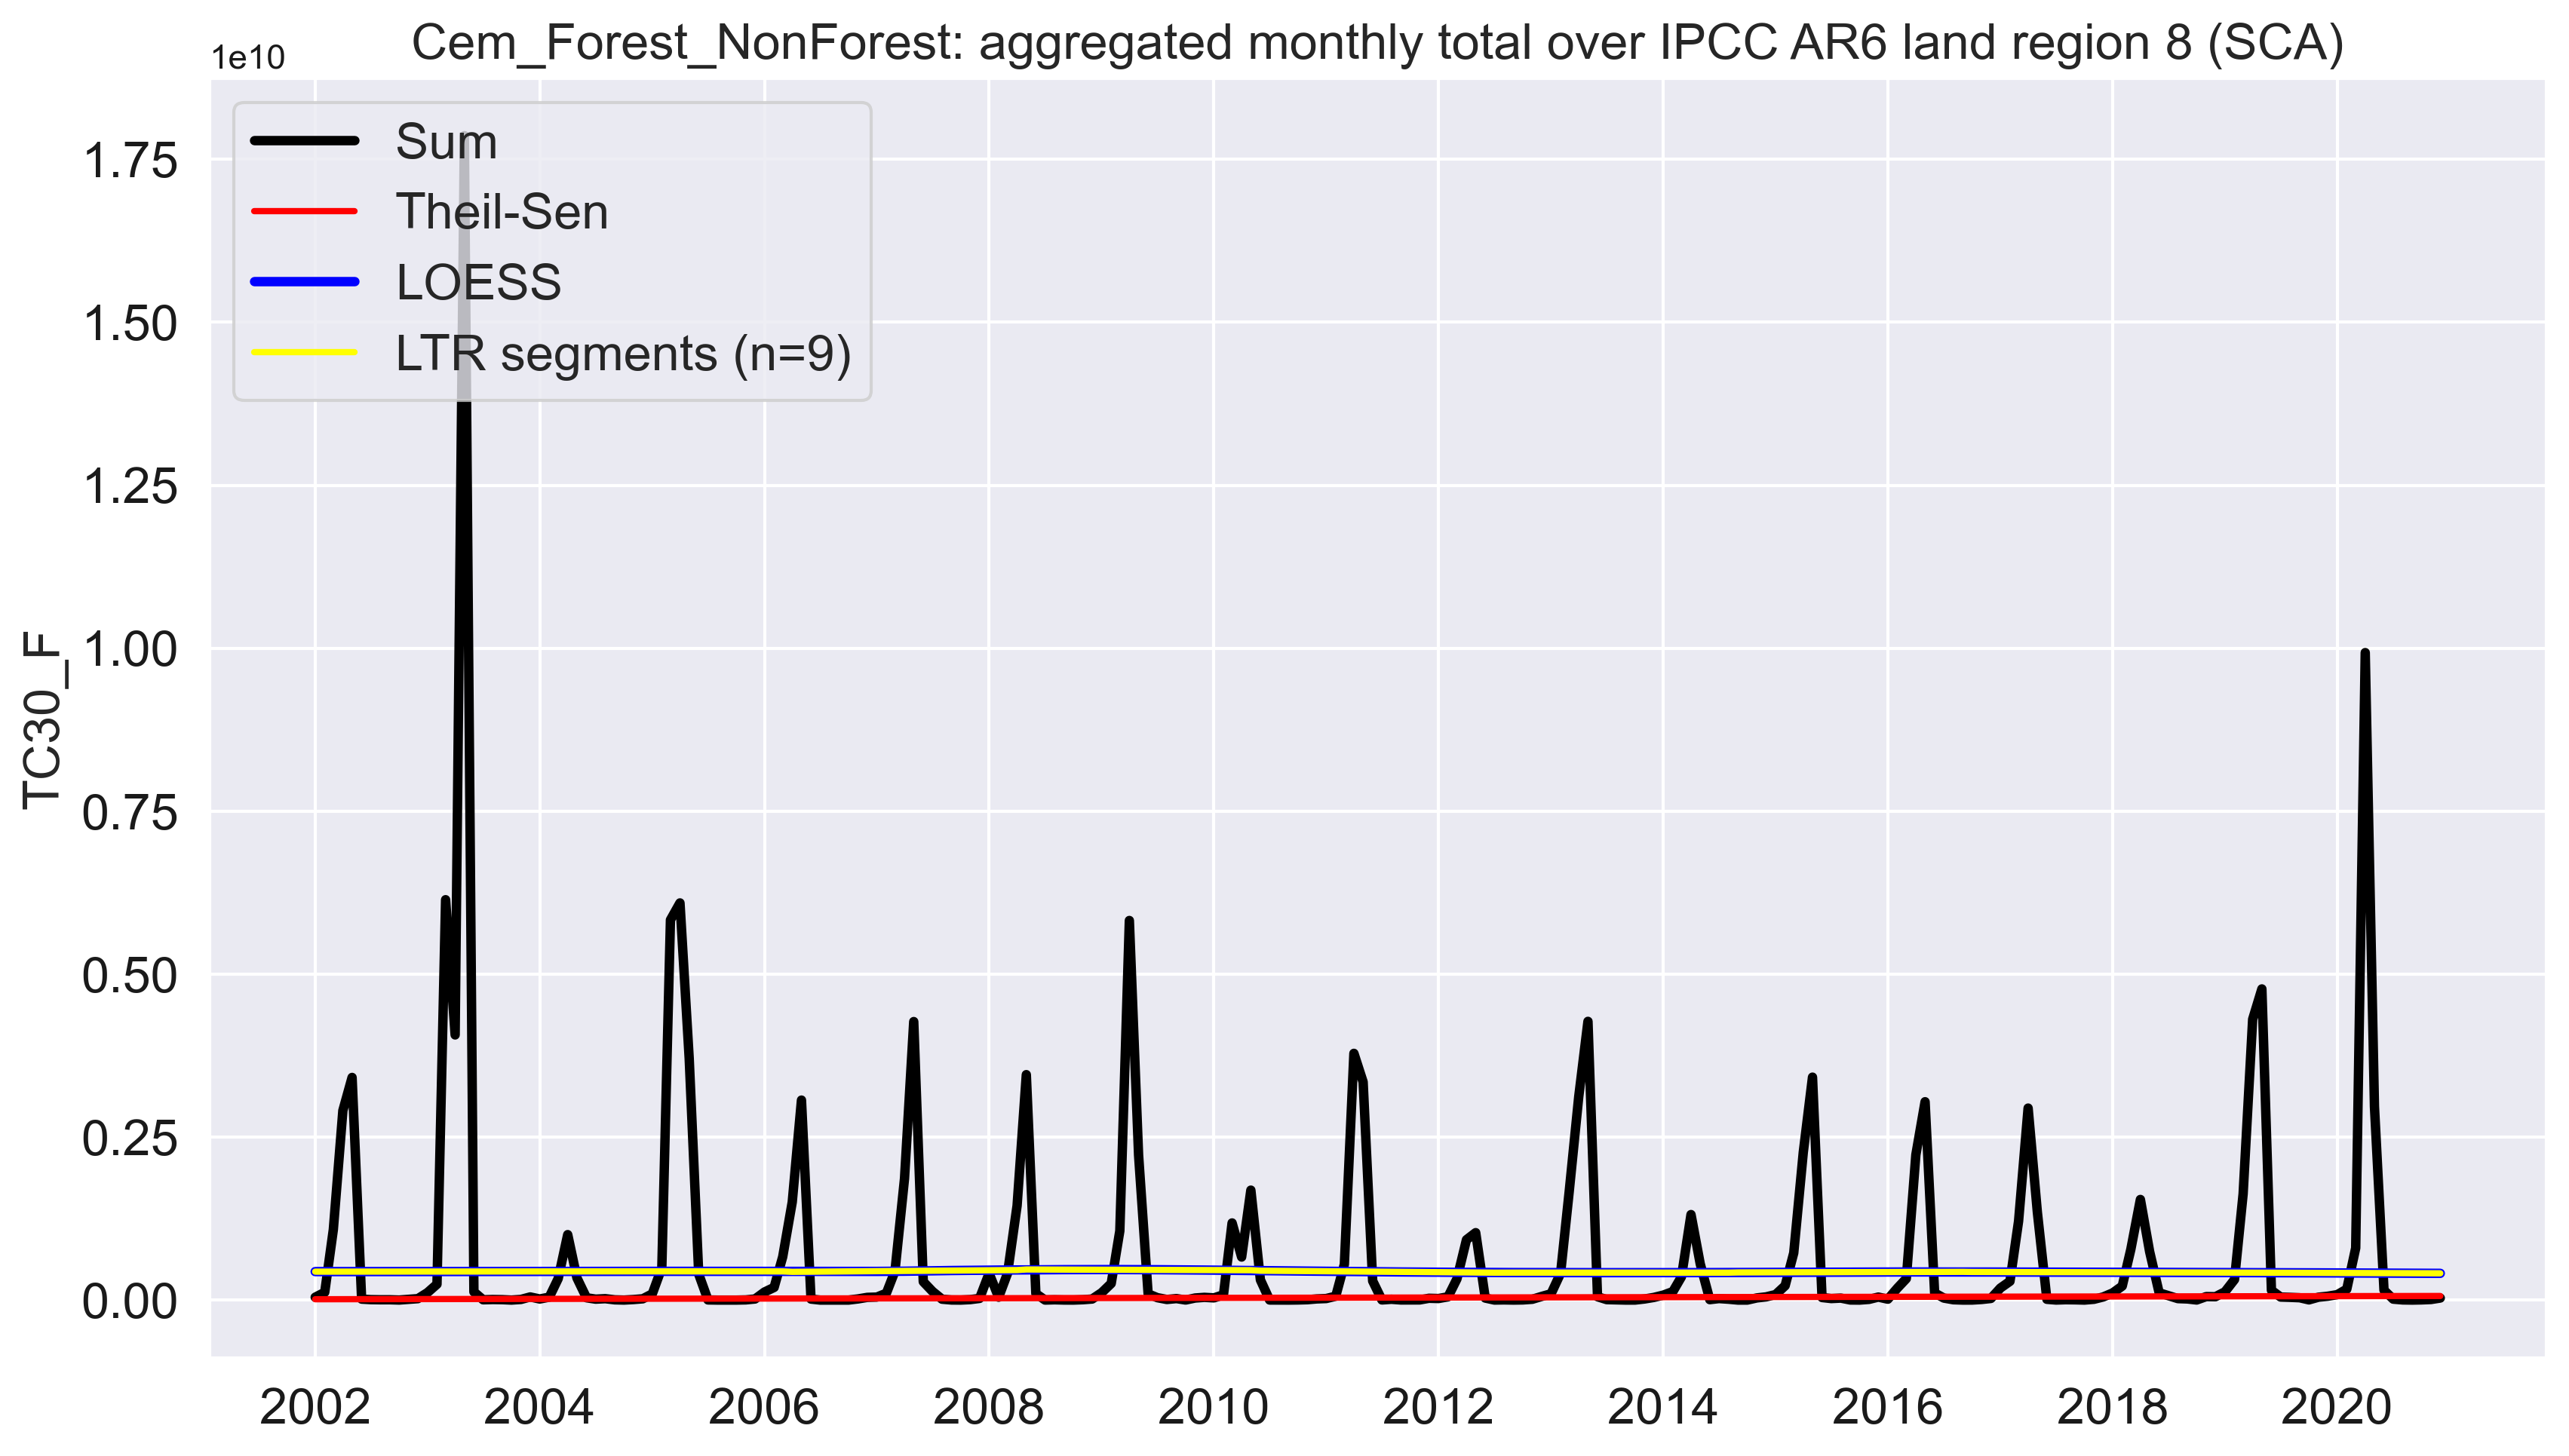 Cem_Forest_NonForest: aggregated monthly total over IPCC AR6 land region 8 (SCA)
1e10
Sum
Theil-Sen
LOESS
LTR segments (n=9)
1.75
1.50
1.25
1.00
0.75
0.50
0.25
0.00
TC30_F
2002 2004 2006 2008 2010 2012 2014 2016 2018 2020